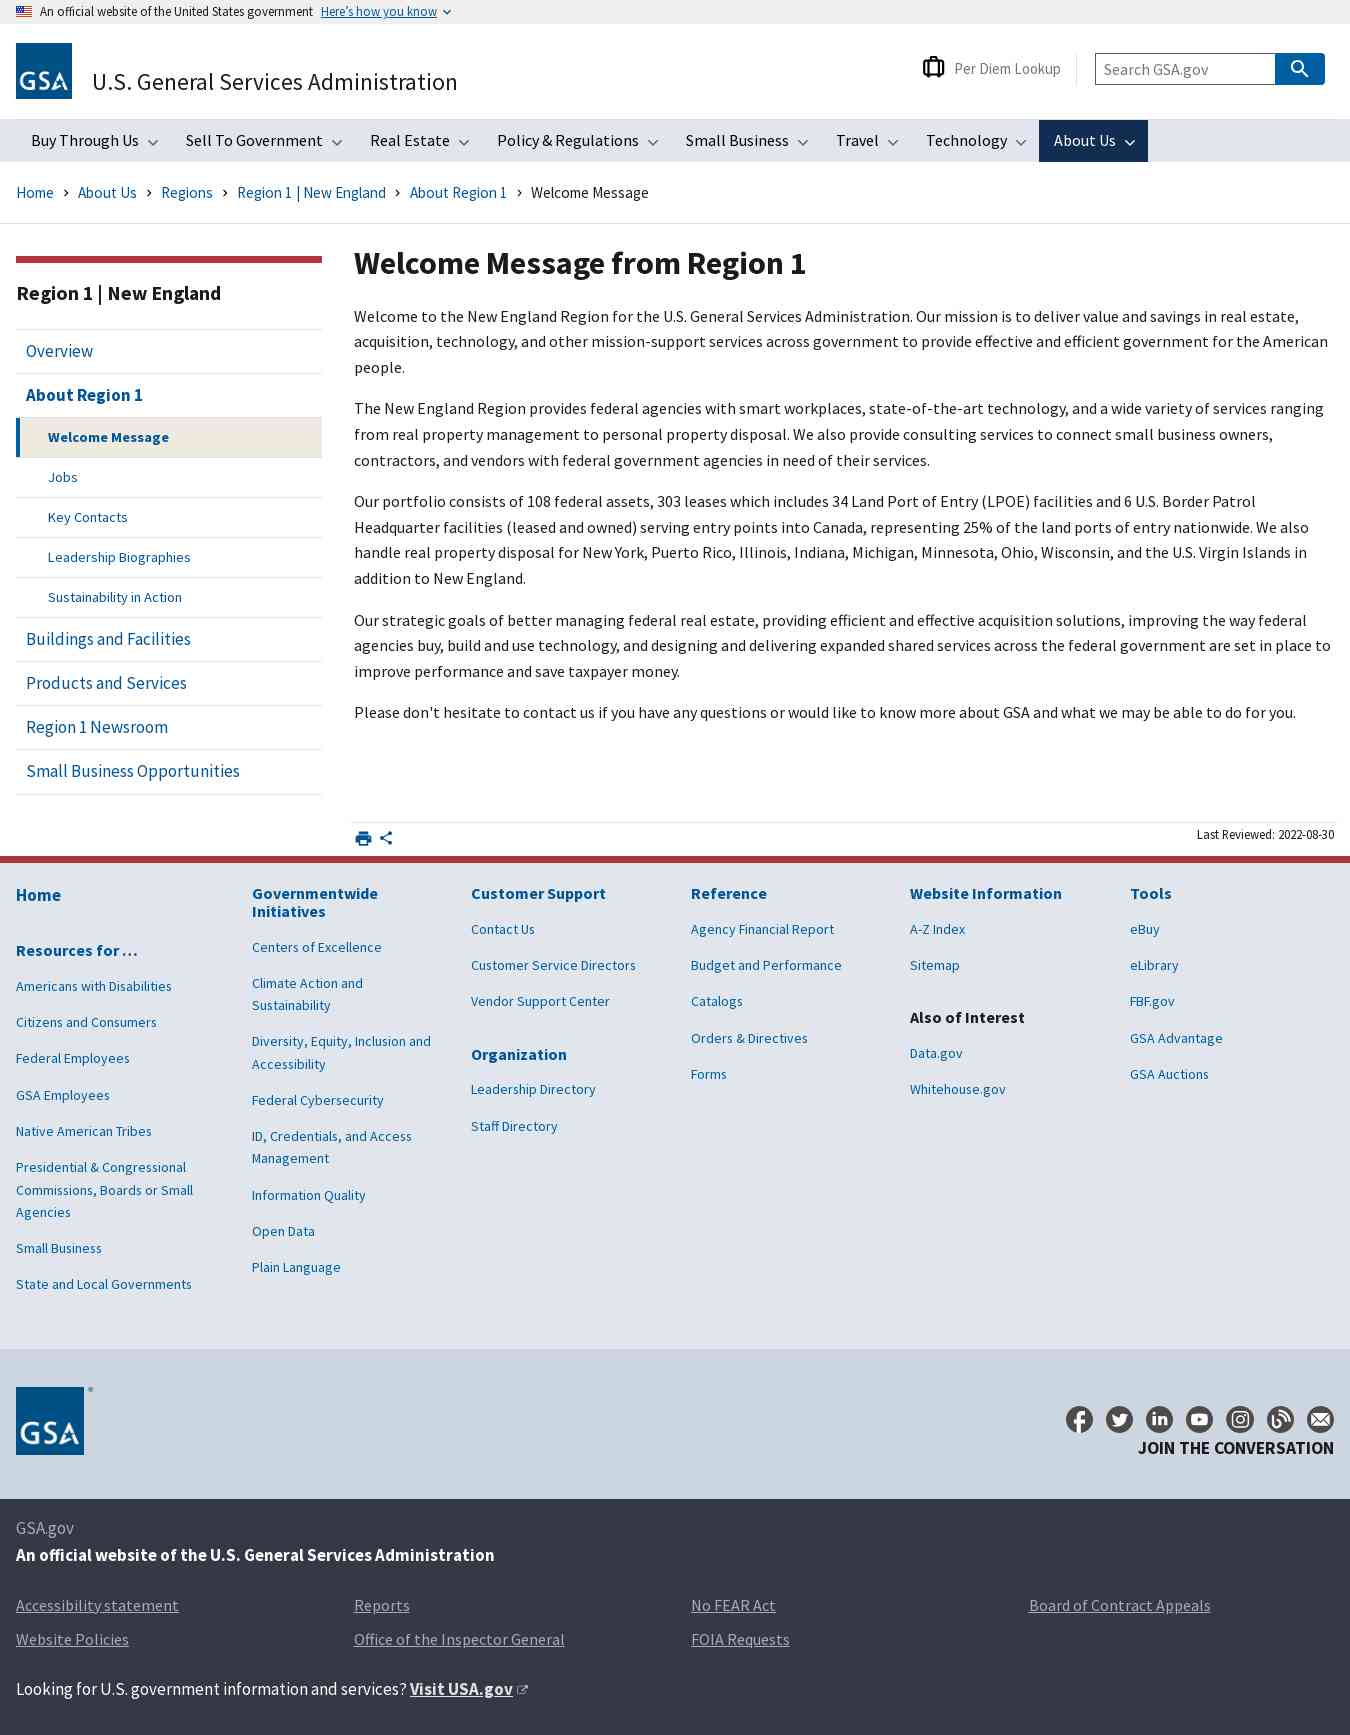 An official website of the United States government Here's how you know
GSA
U.S. General Services Administration
Per Diem Lookup
Search GSA.gov
Buy Through Us Sell To Government Real Estate Policy & Regulations Small Business Travel Technology About Us
Home About Us Regions Region 1 | New England About Region 1 Welcome Message
Region 1 | New England
Overview
About Region 1
Welcome Message
Jobs
Key Contacts
Leadership Biographies
Sustainability in Action
Buildings and Facilities
Products and Services
Region 1 Newsroom
Small Business Opportunities
Welcome Message from Region 1
Welcome to the New England Region for the U.S. General Services Administration. Our mission is to deliver value and savings in real estate,
acquisition, technology, and other mission-support services across government to provide effective and efficient government for the American
people.
The New England Region provides federal agencies with smart workplaces, state-of-the-art technology, and a wide variety of services ranging
from real property management to personal property disposal. We also provide consulting services to connect small business owners,
contractors, and vendors with federal government agencies in need of their services.
Our portfolio consists of 108 federal assets, 303 leases which includes 34 Land Port of Entry (LPOE) facilities and 6 U.S. Border Patrol
Headquarter facilities (leased and owned) serving entry points into Canada, representing 25% of the land ports of entry nationwide. We also
handle real property disposal for New York, Puerto Rico, Illinois, Indiana, Michigan, Minnesota, Ohio, Wisconsin, and the U.S. Virgin Islands in
addition to New England.
Our strategic goals of better managing federal real estate, providing efficient and effective acquisition solutions, improving the way federal
agencies buy, build and use technology, and designing and delivering expanded shared services across the federal government are set in place to
improve performance and save taxpayer money.
Please don't hesitate to contact us if you have any questions or would like to know more about GSA and what we may be able to do for you.
Last Reviewed: 2022-08-30
Home
Resources for …
Americans with Disabilities
Citizens and Consumers
Federal Employees
GSA Employees
Native American Tribes
Presidential & Congressional
Commissions, Boards or Small
Agencies
Small Business
State and Local Governments
Governmentwide
Initiatives
Centers of Excellence
Climate Action and
Sustainability
Diversity, Equity, Inclusion and
Accessibility
Federal Cybersecurity
ID, Credentials, and Access
Management
Information Quality
Open Data
Plain Language
Customer Support
Contact Us
Customer Service Directors
Vendor Support Center
Organization
Leadership Directory
Staff Directory
Reference
Agency Financial Report
Budget and Performance
Catalogs
Orders & Directives
Forms
Website Information
A-Z Index
Sitemap
Also of Interest
Data.gov
Whitehouse.gov
Tools
eBuy
eLibrary
FBF.gov
GSA Advantage
GSA Auctions
GSA
JOIN THE CONVERSATION
GSA.gov
An official website of the U.S. General Services Administration
Accessibility statement Reports No FEAR Act Board of Contract Appeals
Website Policies Office of the Inspector General FOIA Requests
Looking for U.S. government information and services? Visit USA.gov